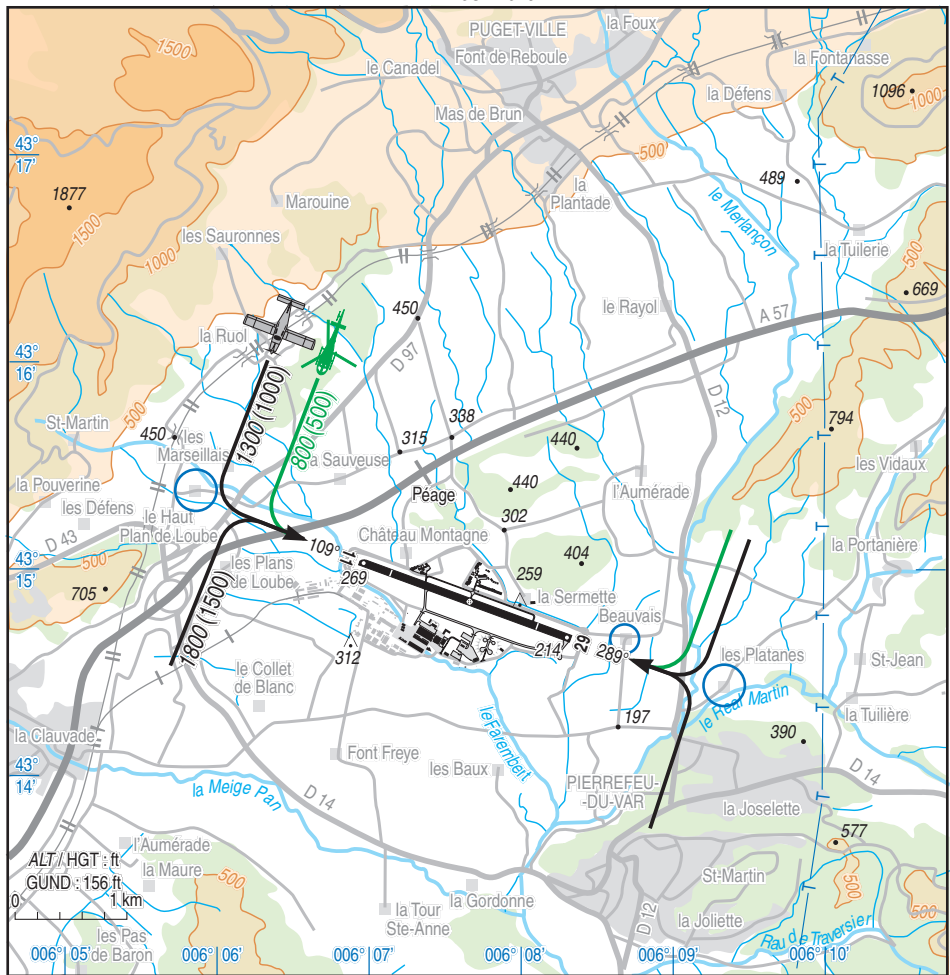 PUGET-VILLE
la Foux
Font de Reboule
le Canadel
la Fontanasse
1500
1096
1000
la Défens
Mas de Brun
43°
17'
500
la
Plantade
489
1877
1500
Marouine
le Merlançon
les Sauronnes
1000
la Tuilerie
500
669
le Rayol
A 57
450
la Ruol
D 97
43°
16'
1300 (1000)
800 (500)
D 12
500
500
794
St-Martin
450
les
Marseillais
338
315
440
la Sauveuse
les Vidaux
la Pouverine
Péage
440
l'Aumérade
les Défens
le Haut
Plan de Loube
302
D 43
109°
Château Montagne
la Portanière
43°
15'
500
11
269
404
les Plans
de Loube
259
705
la Sermette
Beauvais
1800 (1500)
29
214
289°
312
les Platanes
St-Jean
le Collet
de Blanc
le Réal Martin
197
la Tuilière
390
la Clauvade
le Farembert
Font Freye
les Baux
43°
14'
PIERREFEU-
-DU-VAR
D 14
la Meige Pan
D 14
la Joselette
577
l'Aumérade
ALT / HGT : ft
la Maure
500
St-Martin
500
GUND : 156 ft
0
1 km
la Gordonne
la Tour
Ste-Anne
D 12
la Joliette
les Pas
de Baron
Rau de Traversier
006° 05'
006° 06'
006° 07'
006° 08'
006° 09'
006° 10'